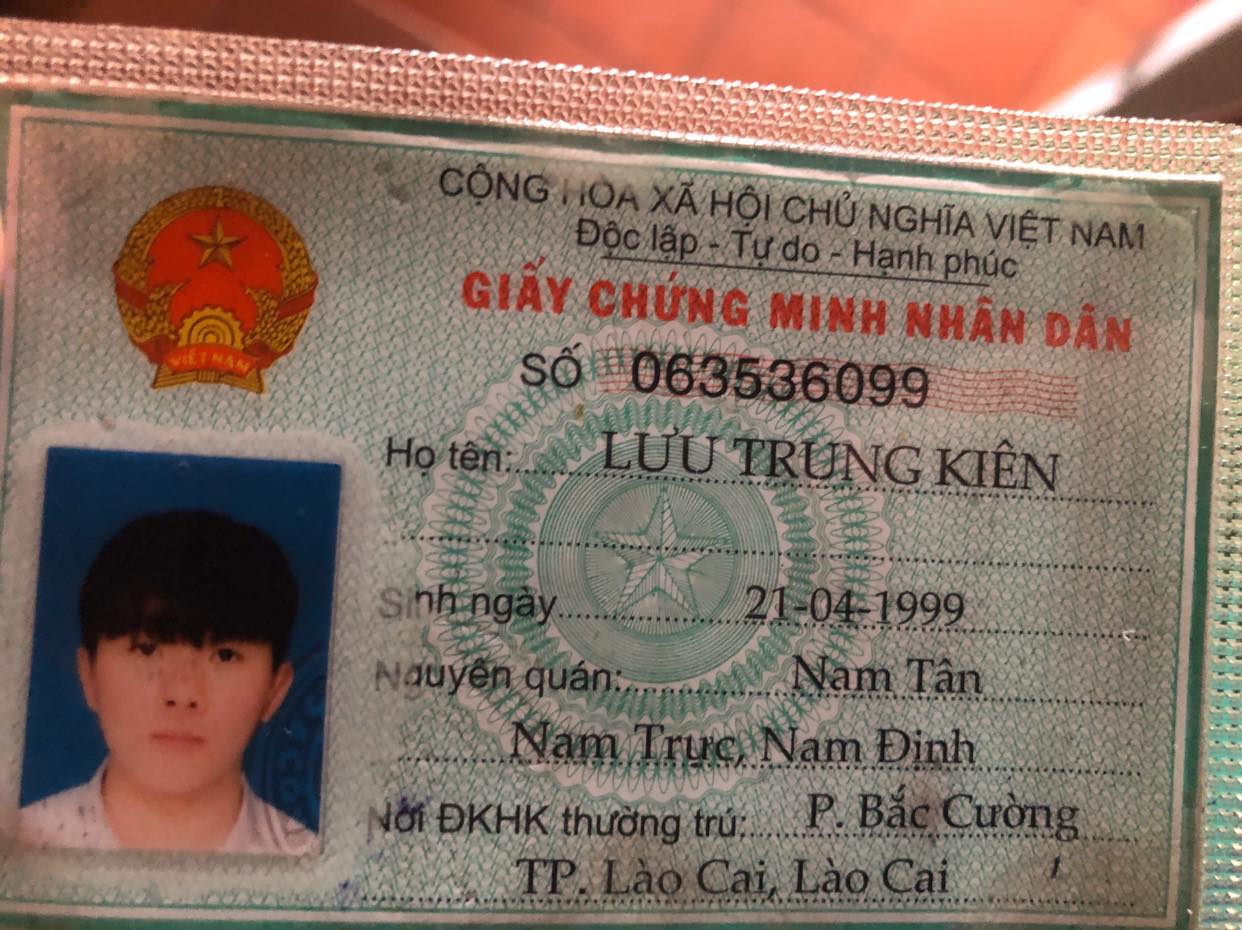 CỘNG HÒA XÃ HỘI CHỦ NGHĨA VIỆT NAM
Độc lập - Tự do - Hạnh phúc
GIẤY CHỨNG MINH NHÂN DÂN
SỐ 063536099
VIỆT NAM
Họ tên: LƯU TRUNG KIÊN
Sinh ngày 21-04-1999
Nguyên quán: Nam Tân
Nam Trực, Nam Định
Nơi ĐKHK thường trú: P. Bắc Cường
TP. Lào Cai, Lào Cai